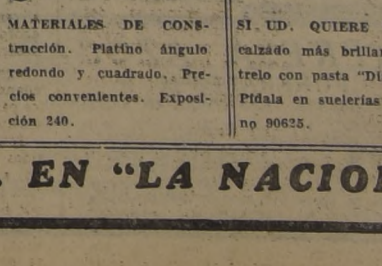 MATERIALES DE CONS-
trucción. Platino ángulo
redondo y cuadrado. Pre-
cios convenientes. Exposi-
ción 240.
SI UD. QUIERE
calzado más brillan
trelo con pasta "Di
Pídala en suelerías
no 90625.
. EN "LA NACIO